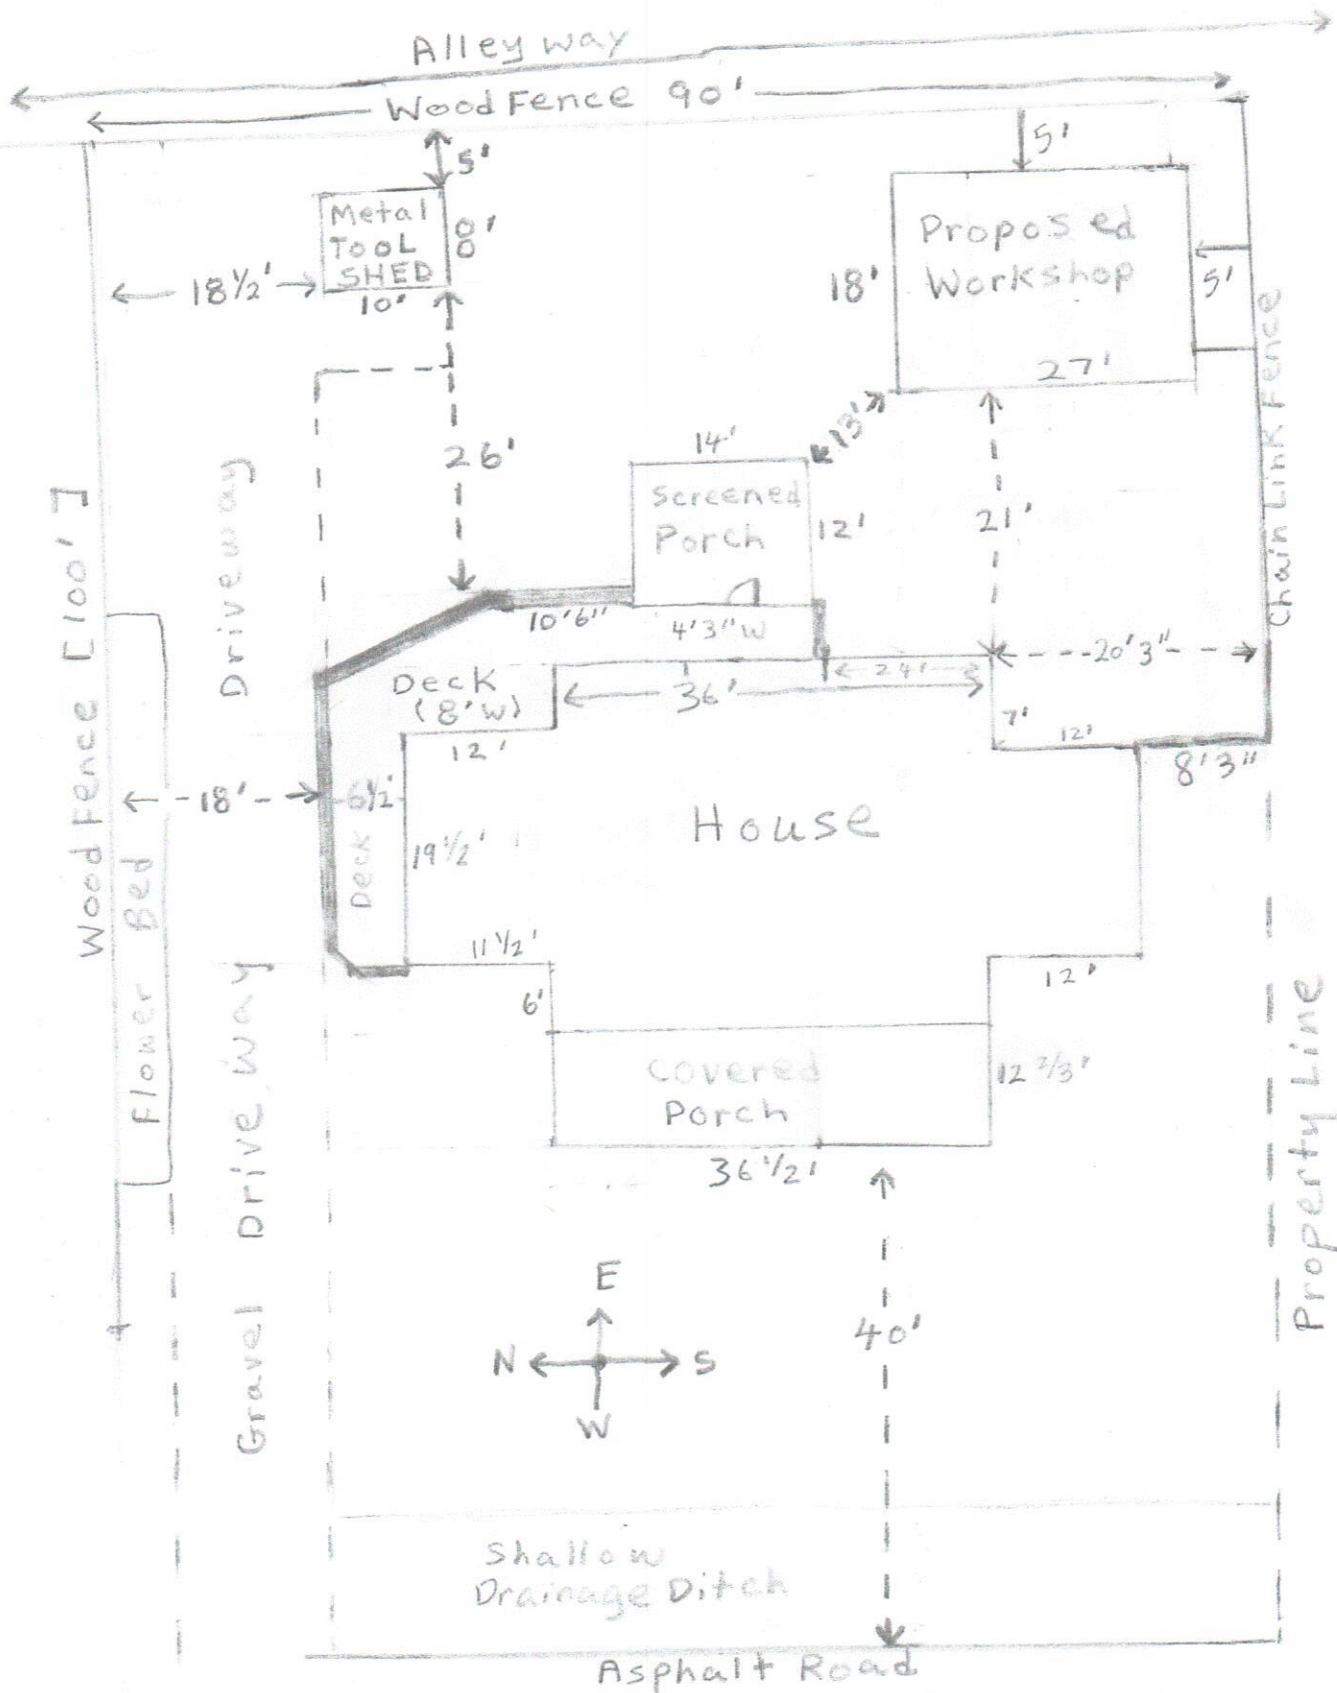 Alleyway
Wood Fence 90'
5'
5'
Metal
TooL
SHED
8'
10'
18½'
Proposed
Workshop
18'
27'
5'
Chain Link Fence
13'
26'
14'
Screened
Porch
12'
21'
Wood Fence [100']
Driveway
10'6"
4'3"W
Deck
(8'W)
36'
24'
20'3"
7'
12'
12'
8'3"
18'
6½'
Deck
19½'
House
Flower Bed
11½'
6'
12'
Covered
Porch
12 2/3'
36½'
Gravel Drive Way
Property Line
E
N
S
W
40'
Shallow
Drainage Ditch
Asphalt Road